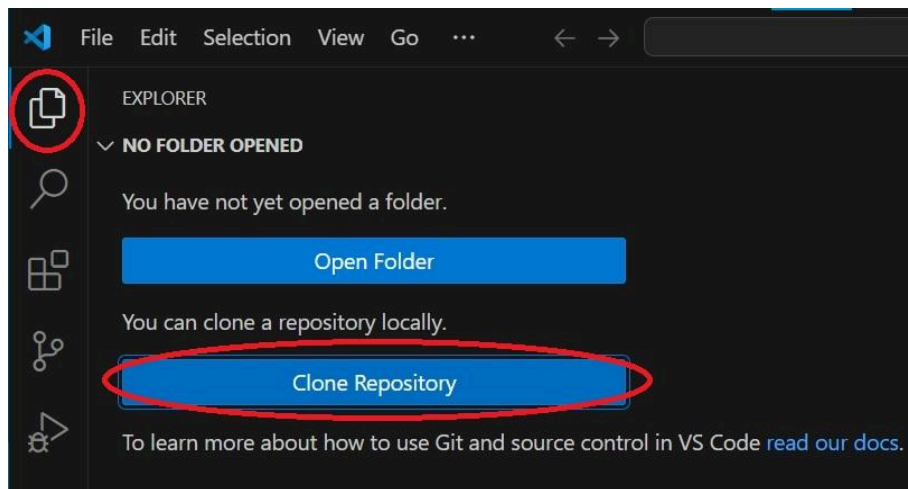 File Edit Selection View Go ···
EXPLORER
NO FOLDER OPENED
You have not yet opened a folder.
Open Folder
You can clone a repository locally.
Clone Repository
To learn more about how to use Git and source control in VS Code read our docs.